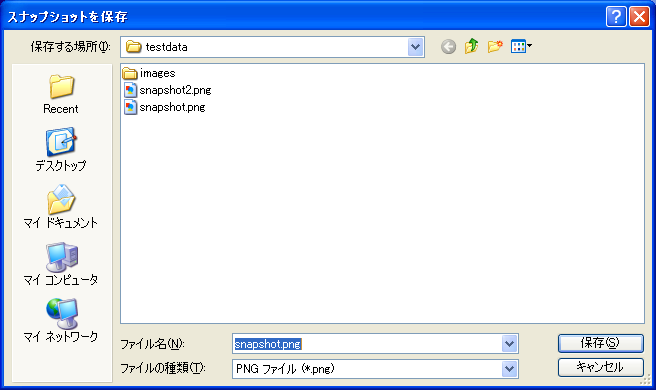 スナップショットを保存
保存する場所(I):
testdata
images
snapshot2.png
snapshot.png
Recent
デスクトップ
マイ ドキュメント
マイ コンピュータ
マイ ネットワーク
ファイル名(N):
snapshot.png
保存(S)
ファイルの種類(T):
PNG ファイル (*.png)
キャンセル